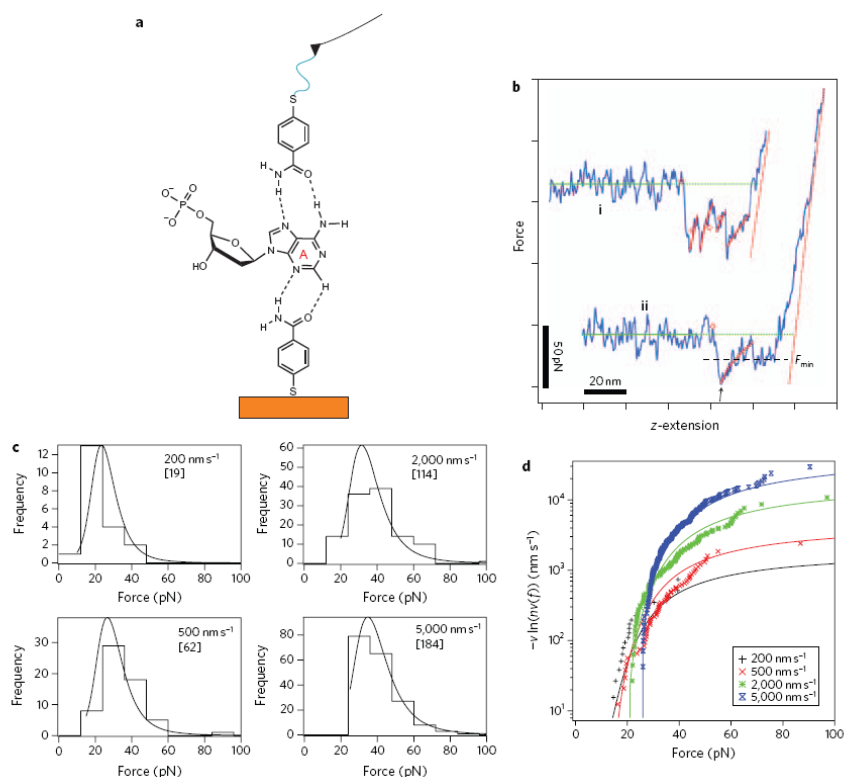 a
S
H
N
O
H
H
O⁻
P
O
⁻O
O
HO
O
N
N
N–H
A
N
N
H
H
H
N
O
H
S
b
Force
i
ii
F min
50 pN
20 nm
z-extension
c
Frequency
12
10
8
6
4
2
0
200 nm s⁻¹
[19]
0 20 40 60 80 100
Force (pN)
Frequency
60
50
40
30
20
10
0
2,000 nm s⁻¹
[114]
0 20 40 60 80 100
Force (pN)
Frequency
30
20
10
0
500 nm s⁻¹
[62]
0 20 40 60 80 100
Force (pN)
Frequency
80
60
40
20
0
5,000 nm s⁻¹
[184]
0 20 40 60 80 100
Force (pN)
d
−v ln(nv(f)) (nm s⁻¹)
10⁴
10³
10²
10¹
200 nm s⁻¹
500 nm s⁻¹
2,000 nm s⁻¹
5,000 nm s⁻¹
0 20 40 60 80 100
Force (pN)